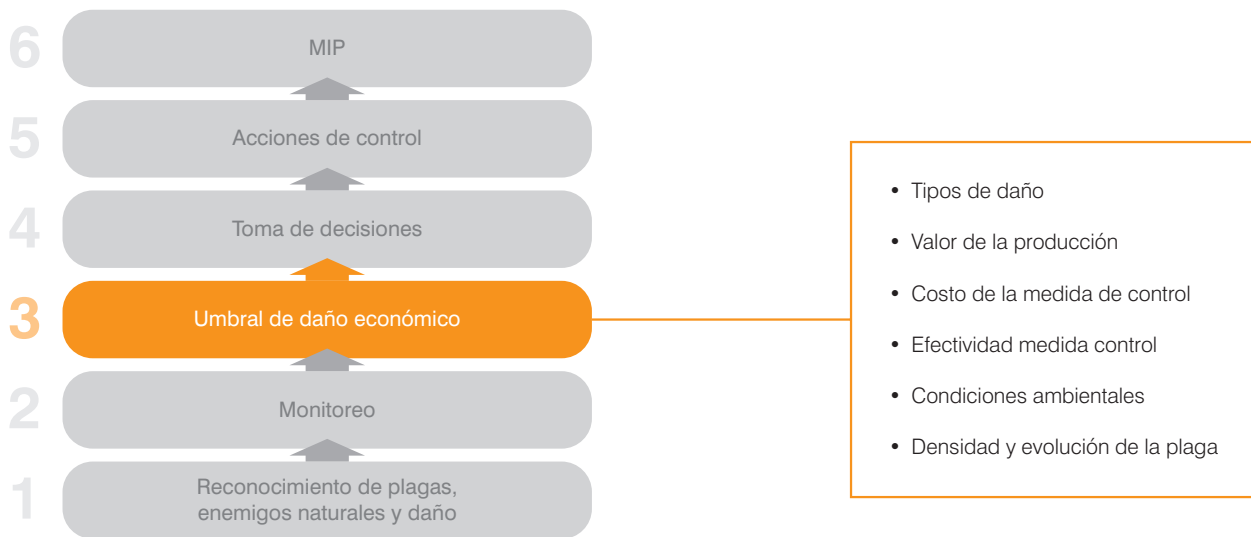 6
MIP
5
Acciones de control
4
Toma de decisiones
3
Umbral de daño económico
2
Monitoreo
1
Reconocimiento de plagas,
enemigos naturales y daño
• Tipos de daño
• Valor de la producción
• Costo de la medida de control
• Efectividad medida control
• Condiciones ambientales
• Densidad y evolución de la plaga